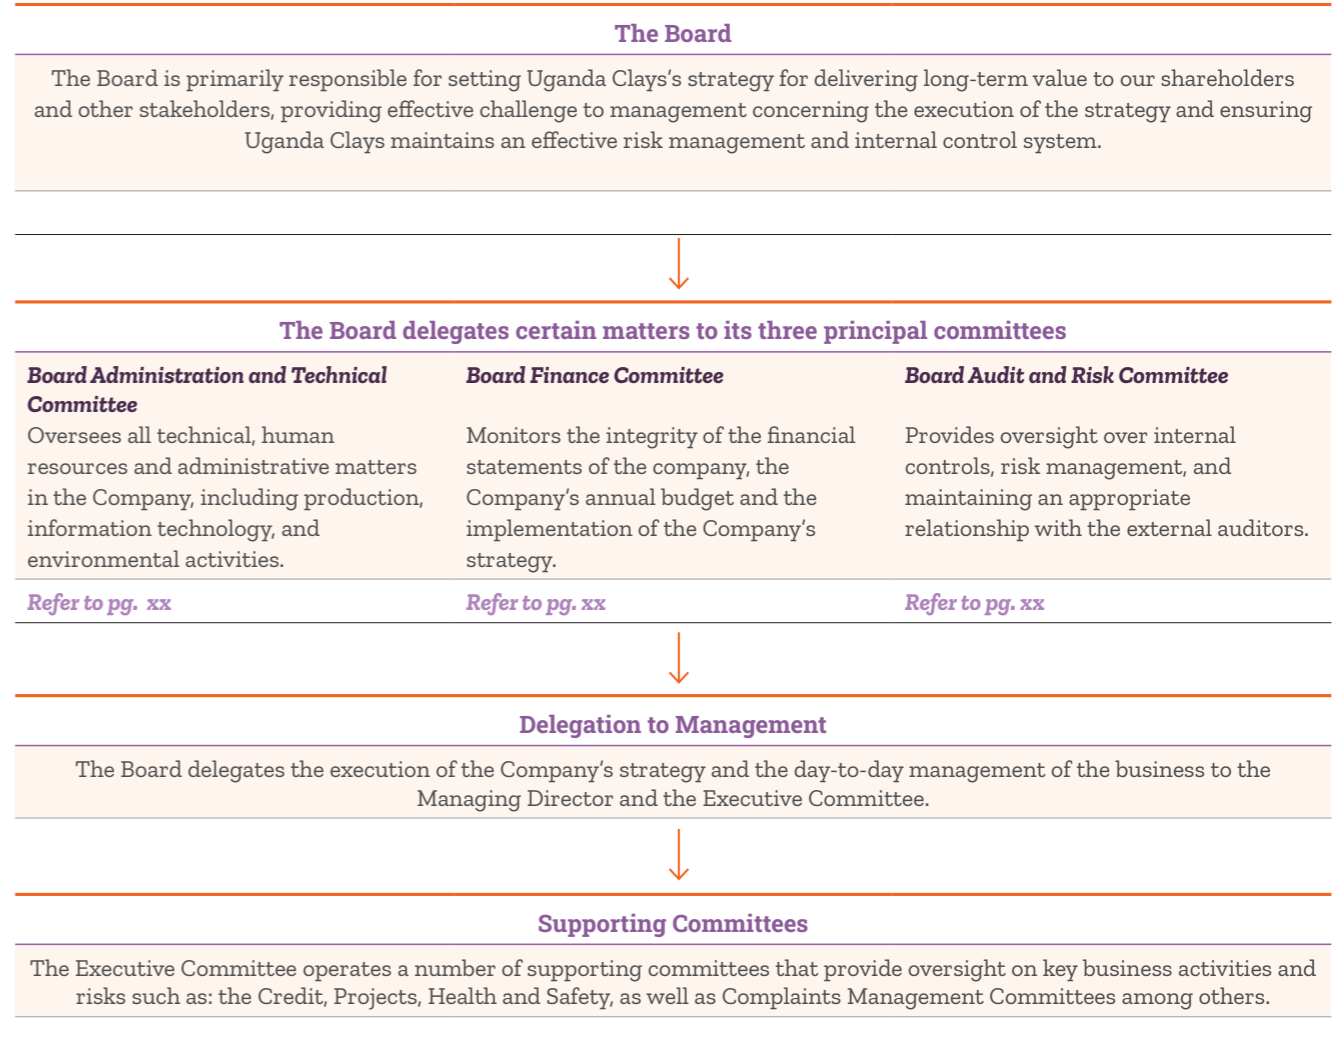 The Board
The Board is primarily responsible for setting Uganda Clays's strategy for delivering long-term value to our shareholders
and other stakeholders, providing effective challenge to management concerning the execution of the strategy and ensuring
Uganda Clays maintains an effective risk management and internal control system.
The Board delegates certain matters to its three principal committees
Board Administration and Technical
Committee
Oversees all technical, human
resources and administrative matters
in the Company, including production,
information technology, and
environmental activities.
Refer to pg. xx
Board Finance Committee
Monitors the integrity of the financial
statements of the company, the
Company's annual budget and the
implementation of the Company's
strategy.
Refer to pg. xx
Board Audit and Risk Committee
Provides oversight over internal
controls, risk management, and
maintaining an appropriate
relationship with the external auditors.
Refer to pg. xx
Delegation to Management
The Board delegates the execution of the Company's strategy and the day-to-day management of the business to the
Managing Director and the Executive Committee.
Supporting Committees
The Executive Committee operates a number of supporting committees that provide oversight on key business activities and
risks such as: the Credit, Projects, Health and Safety, as well as Complaints Management Committees among others.